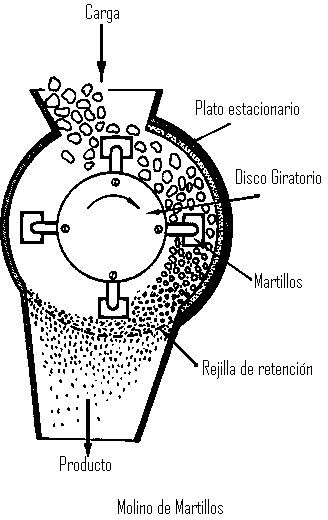 Carga
Plato estacionario
Disco Giratorio
Martillos
Rejilla de retención
Producto
Molino de Martillos